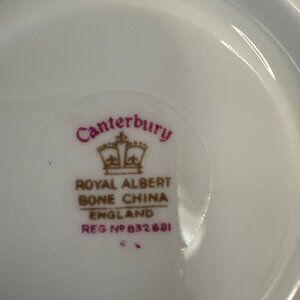 Canterbury
ROYAL ALBERT
BONE CHINA
ENGLAND
REG Nº 832881